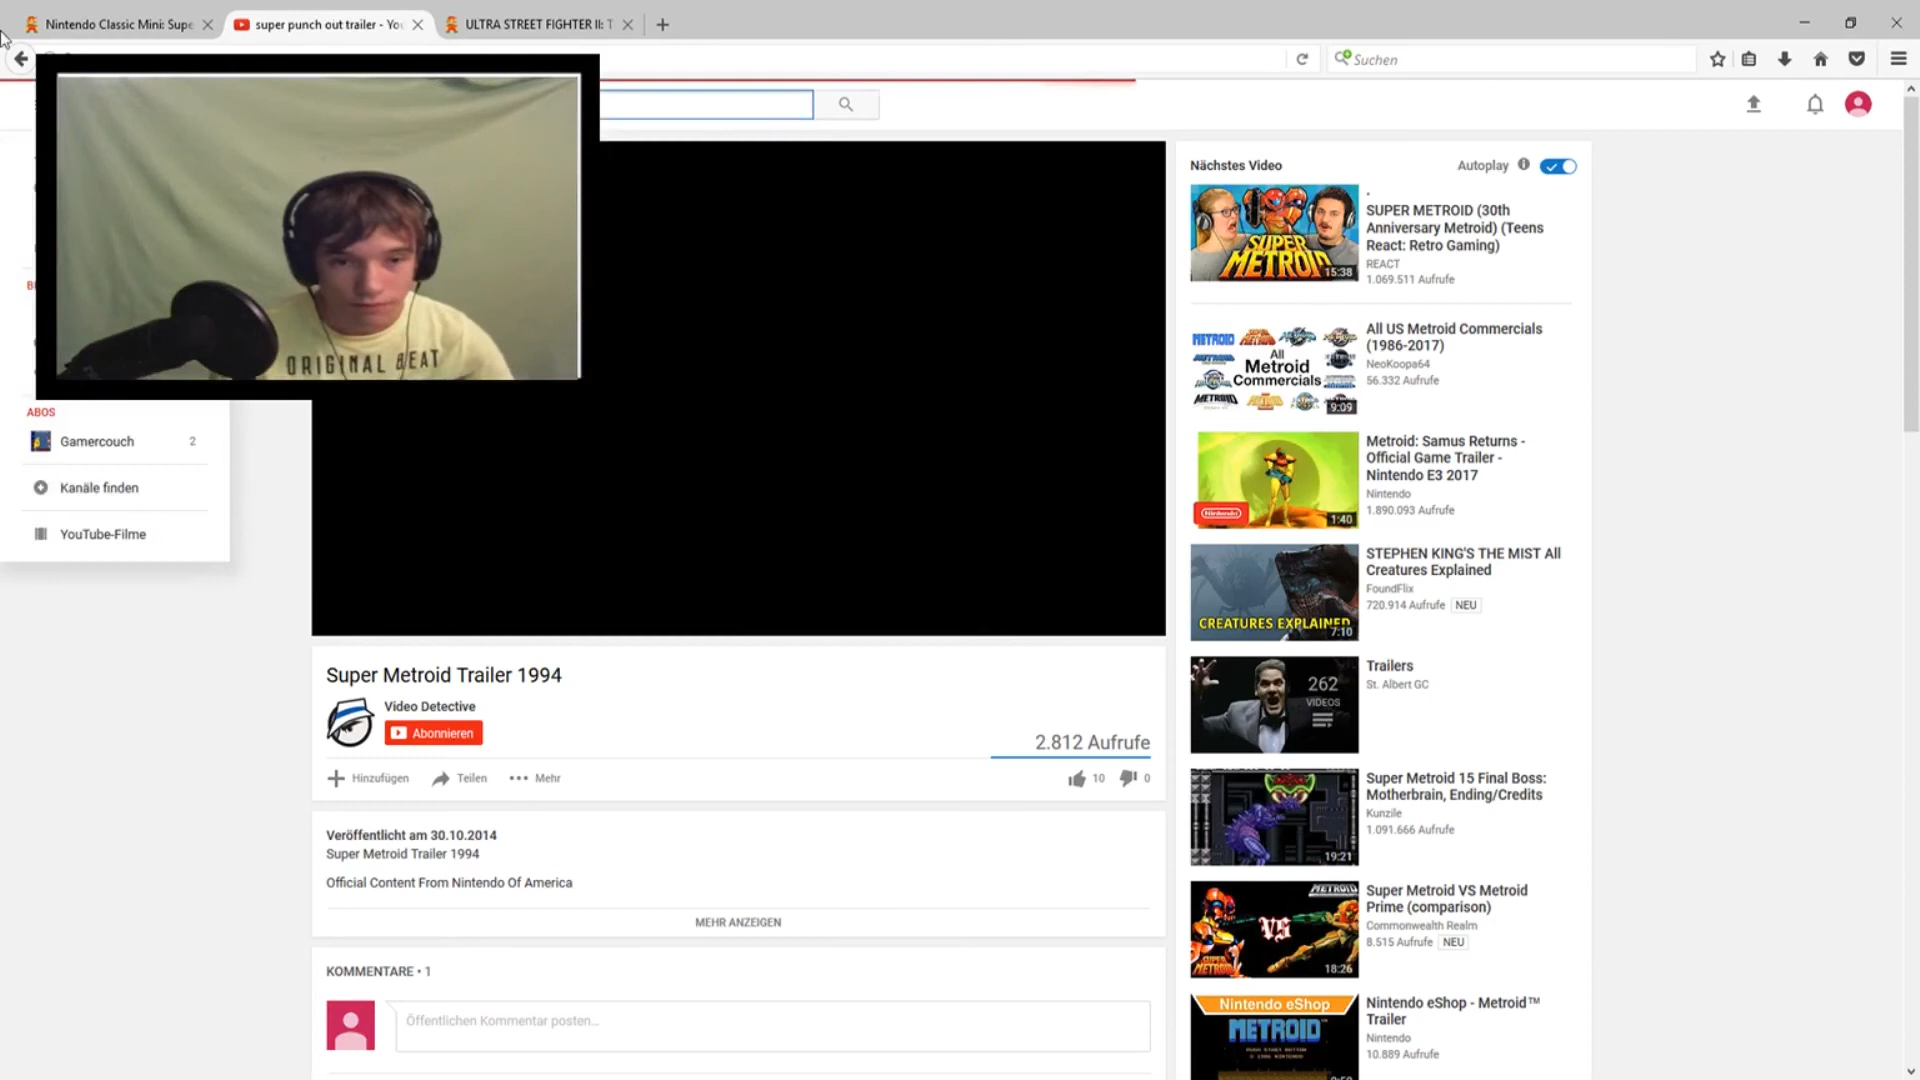 Nintendo Classic Mini: Supe
super punch out trailer - Yo
ULTRA STREET FIGHTER II: T
Suchen
ORIGINAL BEAT
ABOS
Gamercouch 2
Kanäle finden
YouTube-Filme
Super Metroid Trailer 1994
Video Detective
Abonnieren
2.812 Aufrufe
Hinzufügen Teilen Mehr 10 0
Veröffentlicht am 30.10.2014
Super Metroid Trailer 1994
Official Content From Nintendo Of America
MEHR ANZEIGEN
KOMMENTARE • 1
Öffentlichen Kommentar posten...
Nächstes Video Autoplay
SUPER METROID
15:38
SUPER METROID (30th
Anniversary Metroid) (Teens
React: Retro Gaming)
REACT
1.069.511 Aufrufe
All
Metroid
Commercials
9:09
All US Metroid Commercials
(1986-2017)
NeoKoopa64
56.332 Aufrufe
Nintendo
1:40
Metroid: Samus Returns -
Official Game Trailer -
Nintendo E3 2017
Nintendo
1.890.093 Aufrufe
CREATURES EXPLAINED
7:10
STEPHEN KING'S THE MIST All
Creatures Explained
FoundFlix
720.914 Aufrufe NEU
262
VIDEOS
Trailers
St. Albert GC
19:21
Super Metroid 15 Final Boss:
Motherbrain, Ending/Credits
Kunzile
1.091.666 Aufrufe
METROID
VS
SUPER METROID
18:26
Super Metroid VS Metroid
Prime (comparison)
Commonwealth Realm
8.515 Aufrufe NEU
Nintendo eShop
METROID
Nintendo eShop - Metroid™
Trailer
Nintendo
10.889 Aufrufe